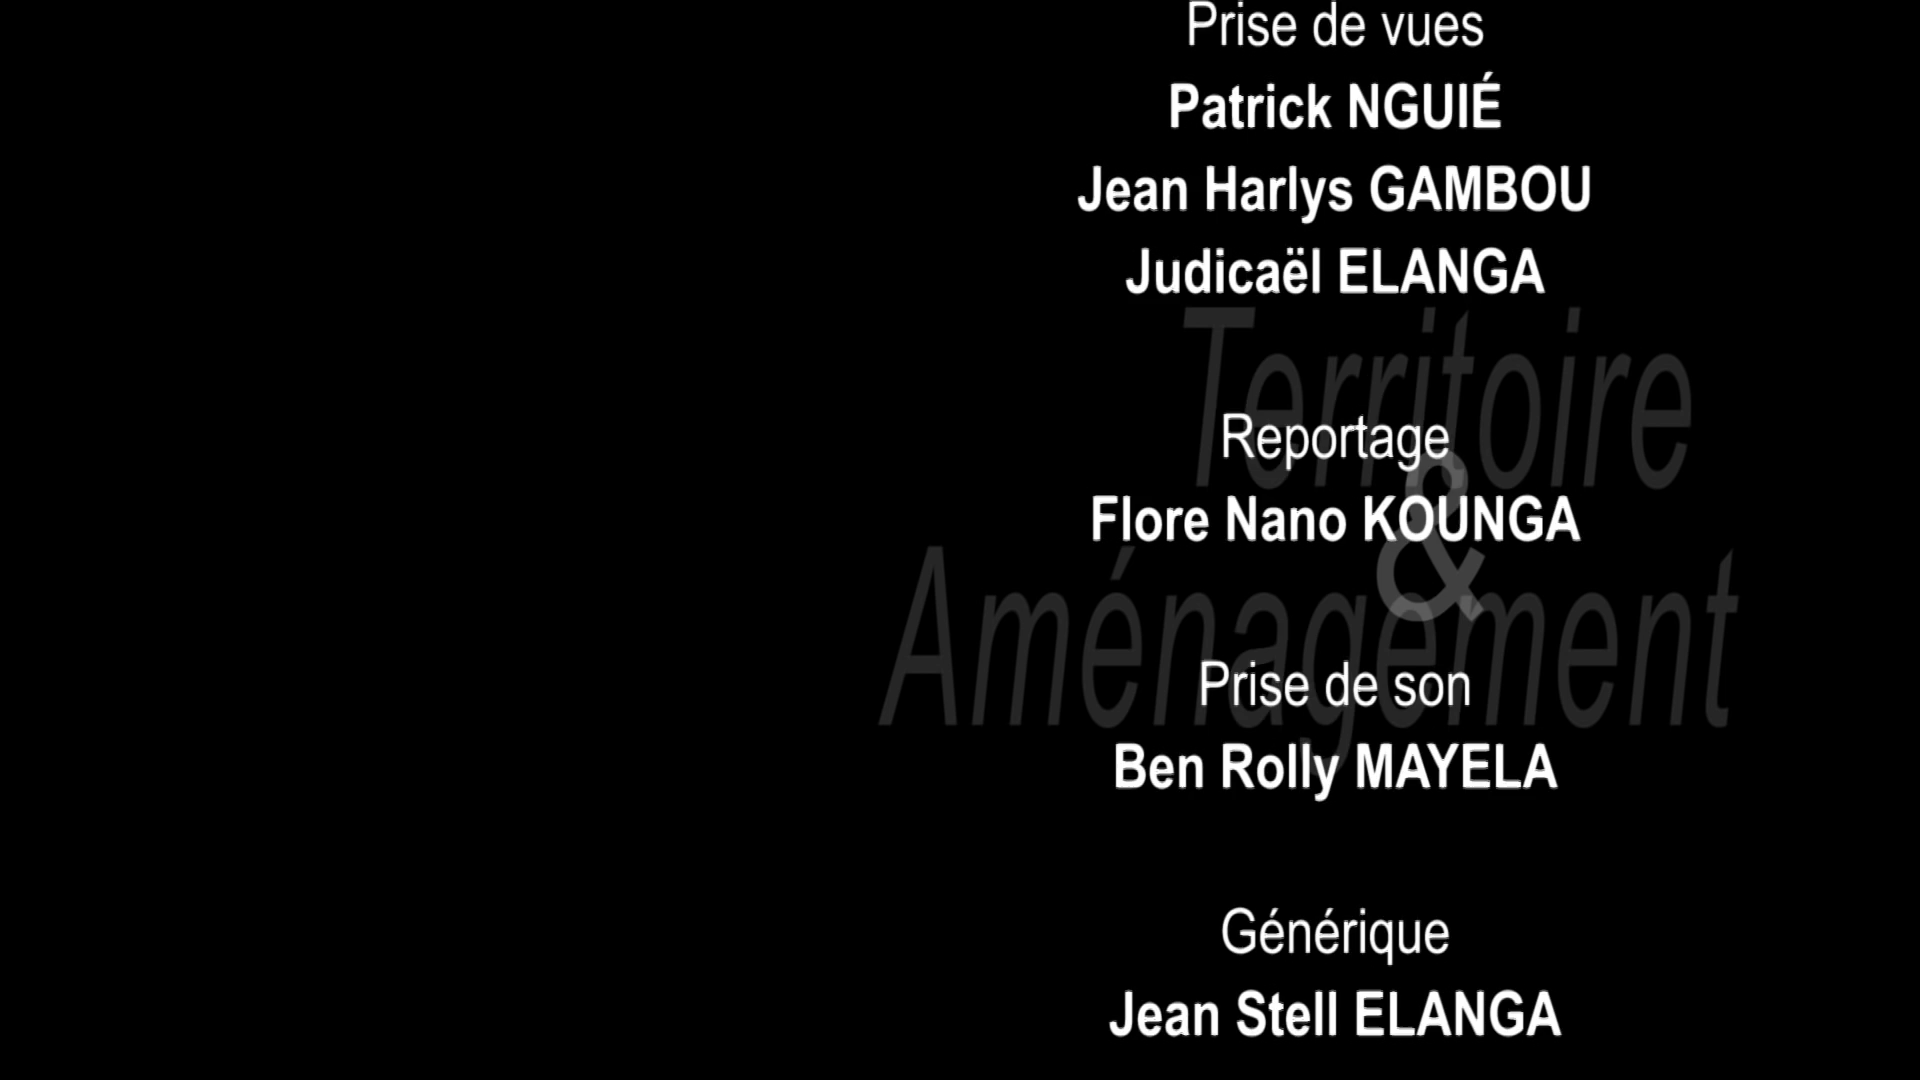 Prise de vues
Patrick NGUIÉ
Jean Harlys GAMBOU
Judicaël ELANGA
Territoire
Reportage
&
Flore Nano KOUNGA
Aménagement
Prise de son
Ben Rolly MAYELA
Générique
Jean Stell ELANGA